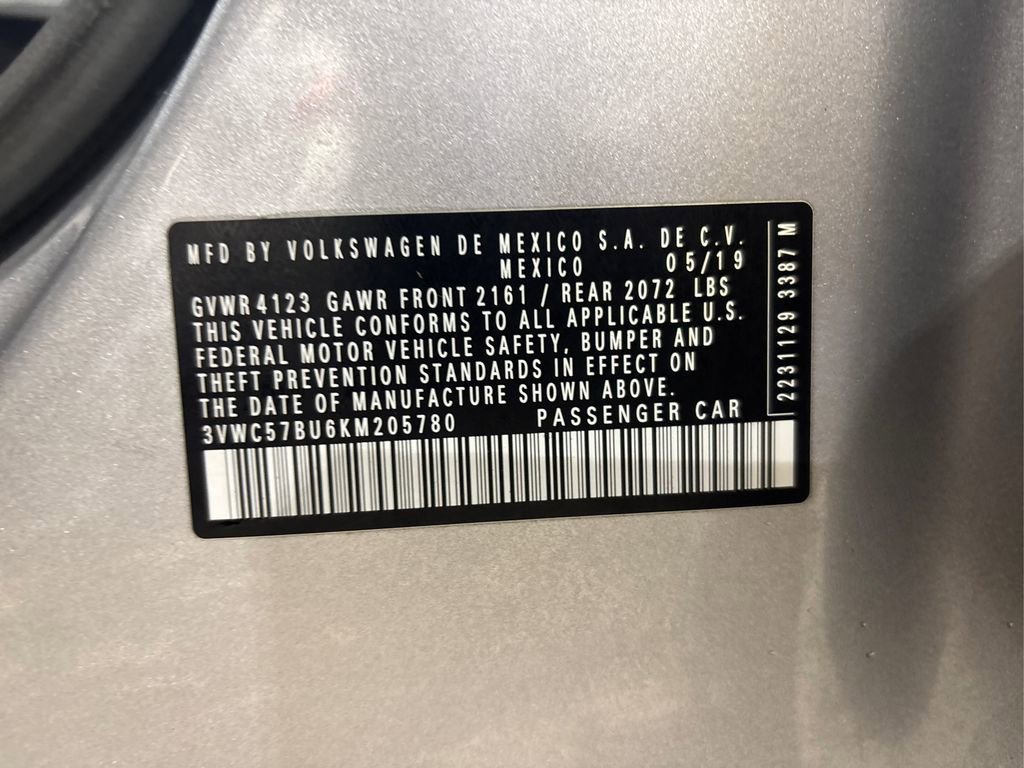 MFD BY VOLKSWAGEN DE MEXICO S.A. DE C.V.
MEXICO 05/19
GVWR 4123 GAWR FRONT 2161 / REAR 2072 LBS
THIS VEHICLE CONFORMS TO ALL APPLICABLE U.S.
FEDERAL MOTOR VEHICLE SAFETY, BUMPER AND
THEFT PREVENTION STANDARDS IN EFFECT ON
THE DATE OF MANUFACTURE SHOWN ABOVE.
3VWC57BU6KM205780 PASSENGER CAR
2231129 3387 M